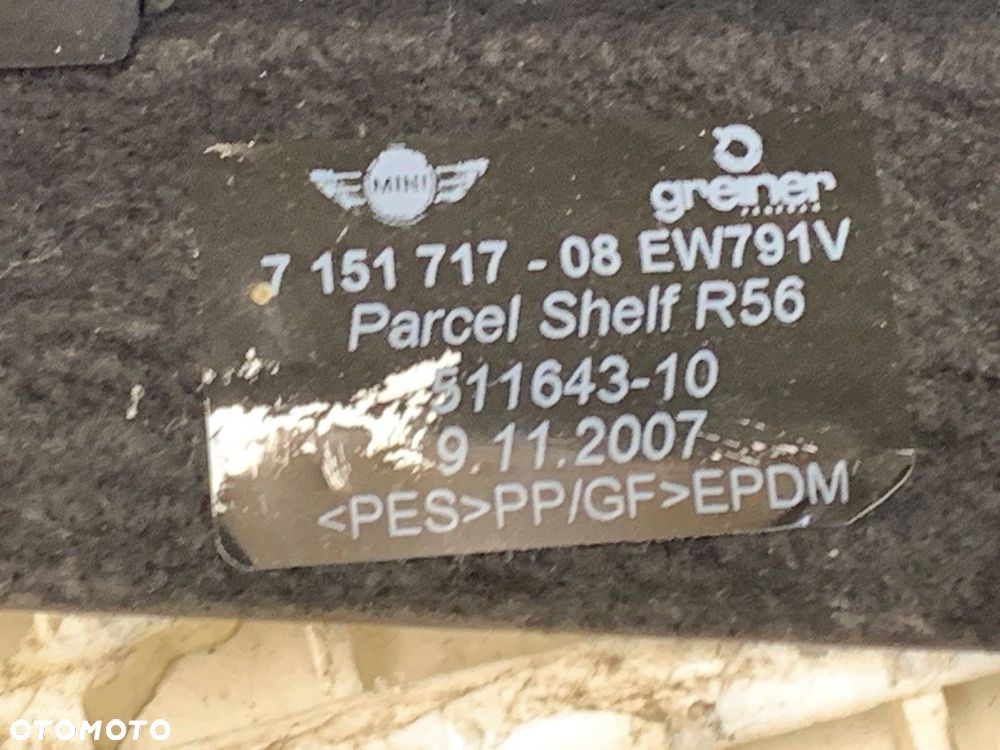 MINI
greiner
7 151 717 - 08 EW791V
Parcel Shelf R56
511643-10
9.11.2007
<PES>PP/GF>EPDM
OTOMOTO